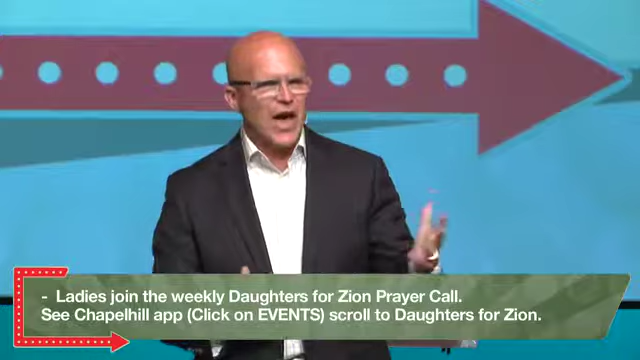 - Ladies join the weekly Daughters for Zion Prayer Call.
See Chapelhill app (Click on EVENTS) scroll to Daughters for Zion.